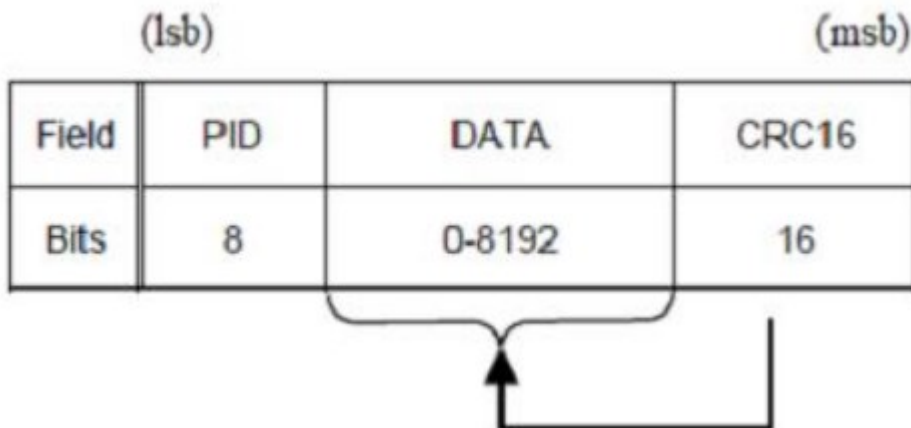 (lsb) (msb)
Field PID DATA CRC16
Bits 8 0-8192 16